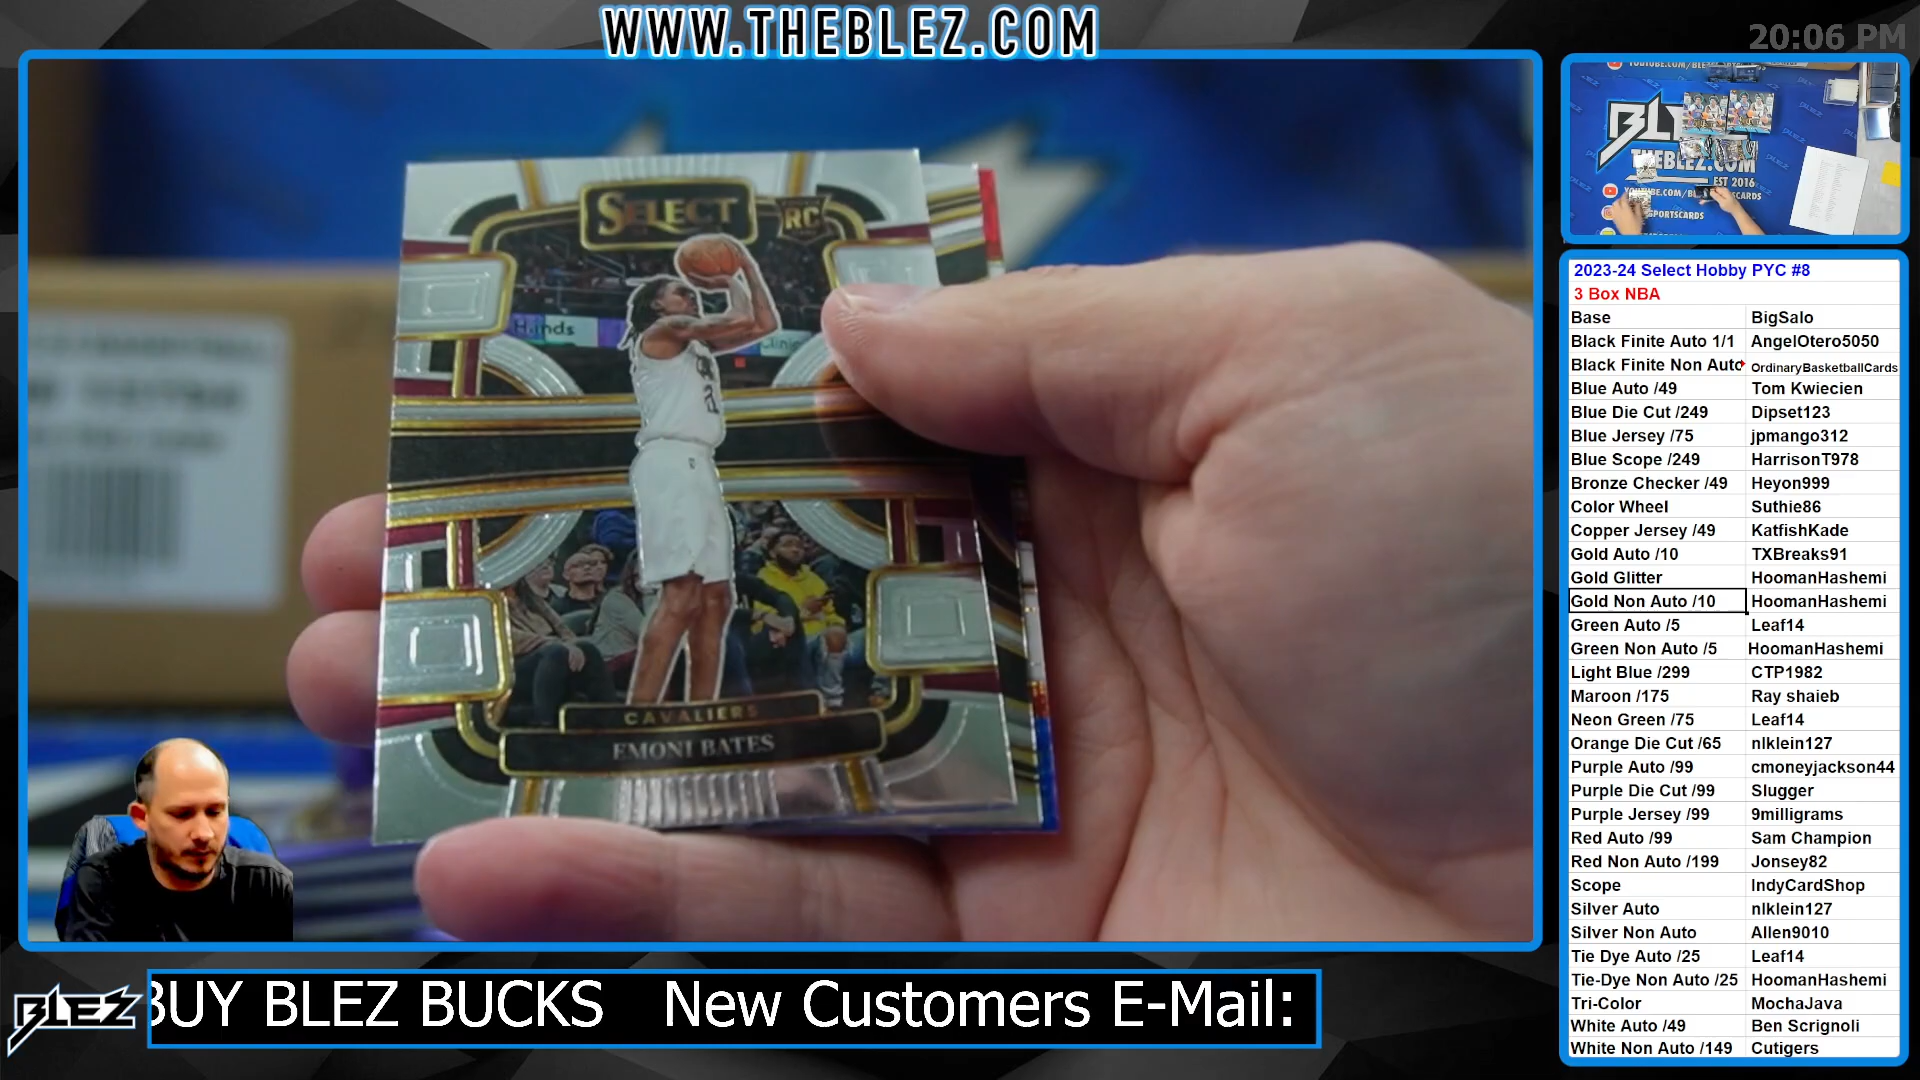 WWW.THEBLEZ.COM
20:06 PM
SELECT
RC
H nds
Clinic
2
CAVALIERS
EMONI BATES
BLEZ
THEBLEZ.COM
EST 2016
2023-24 Select Hobby PYC #8
3 Box NBA
Base BigSalo
Black Finite Auto 1/1 AngelOtero5050
Black Finite Non Auto OrdinaryBasketballCards
Blue Auto /49 Tom Kwiecien
Blue Die Cut /249 Dipset123
Blue Jersey /75 jpmango312
Blue Scope /249 HarrisonT978
Bronze Checker /49 Heyon999
Color Wheel Suthie86
Copper Jersey /49 KatfishKade
Gold Auto /10 TXBreaks91
Gold Glitter HoomanHashemi
Gold Non Auto /10 HoomanHashemi
Green Auto /5 Leaf14
Green Non Auto /5 HoomanHashemi
Light Blue /299 CTP1982
Maroon /175 Ray shaieb
Neon Green /75 Leaf14
Orange Die Cut /65 nlklein127
Purple Auto /99 cmoneyjackson44
Purple Die Cut /99 Slugger
Purple Jersey /99 9milligrams
Red Auto /99 Sam Champion
Red Non Auto /199 Jonsey82
Scope IndyCardShop
Silver Auto nlklein127
Silver Non Auto Allen9010
Tie Dye Auto /25 Leaf14
Tie-Dye Non Auto /25 HoomanHashemi
Tri-Color MochaJava
White Auto /49 Ben Scrignoli
White Non Auto /149 Cutigers
BLEZ
BUY BLEZ BUCKS New Customers E-Mail: